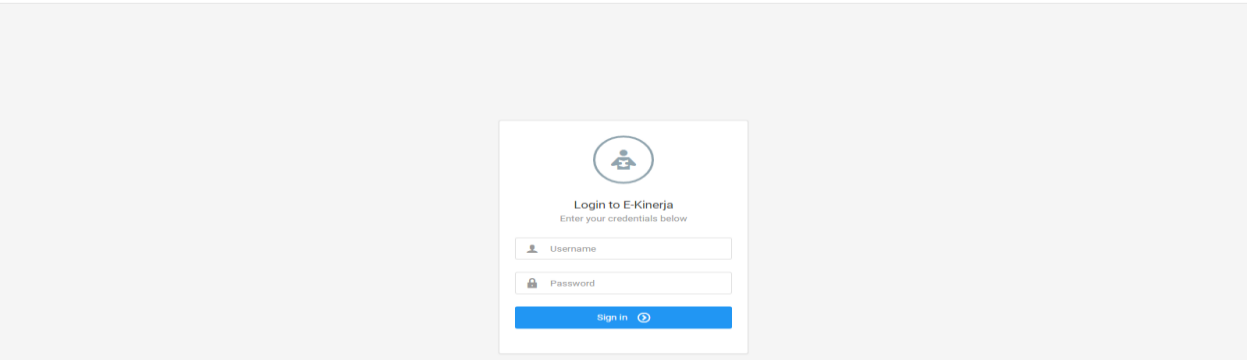 Login to E-Kinerja
Enter your credentials below
Username
Password
Sign in